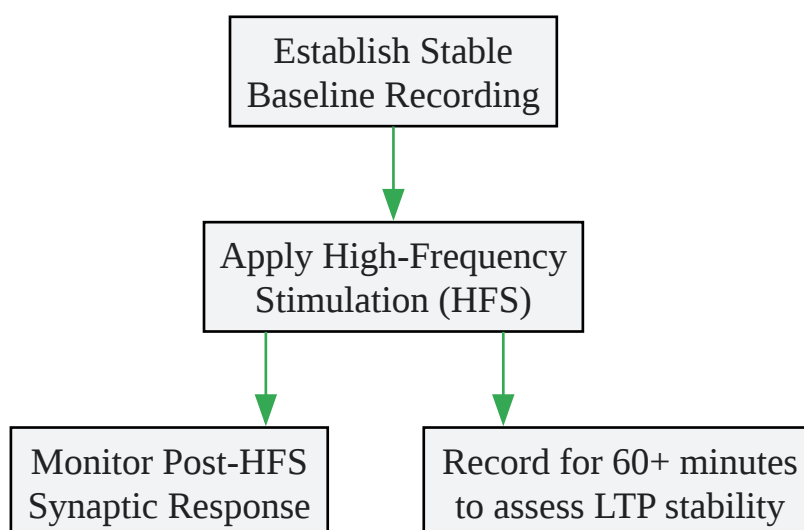 Establish Stable
Baseline Recording
Apply High-Frequency
Stimulation (HFS)
Monitor Post-HFS
Synaptic Response
Record for 60+ minutes
to assess LTP stability